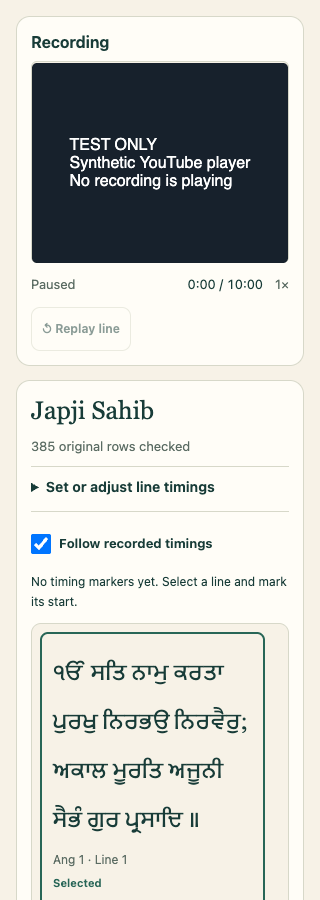 Recording
TEST ONLY
Synthetic YouTube player
No recording is playing
Paused 0:00 / 10:00 1×
↺ Replay line
Japji Sahib
385 original rows checked
▶ Set or adjust line timings
Follow recorded timings
No timing markers yet. Select a line and mark
its start.
ੴ ਸਤਿ ਨਾਮੁ ਕਰਤਾ
ਪੁਰਖੁ ਨਿਰਭਉ ਨਿਰਵੈਰੁ;
ਅਕਾਲ ਮੂਰਤਿ ਅਜੂਨੀ
ਸੈਭੰ ਗੁਰ ਪ੍ਰਸਾਦਿ ॥
Ang 1 · Line 1
Selected